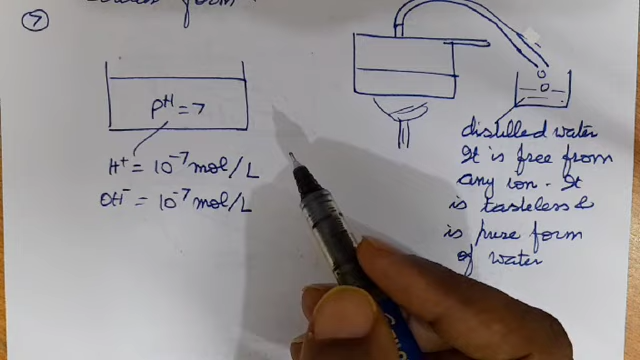 7
form
pH = 7
H+ = 10-7 mol/L
OH- = 10-7 mol/L
distilled water
It is free from
any ion. It
is tasteless &
is pure form
of water